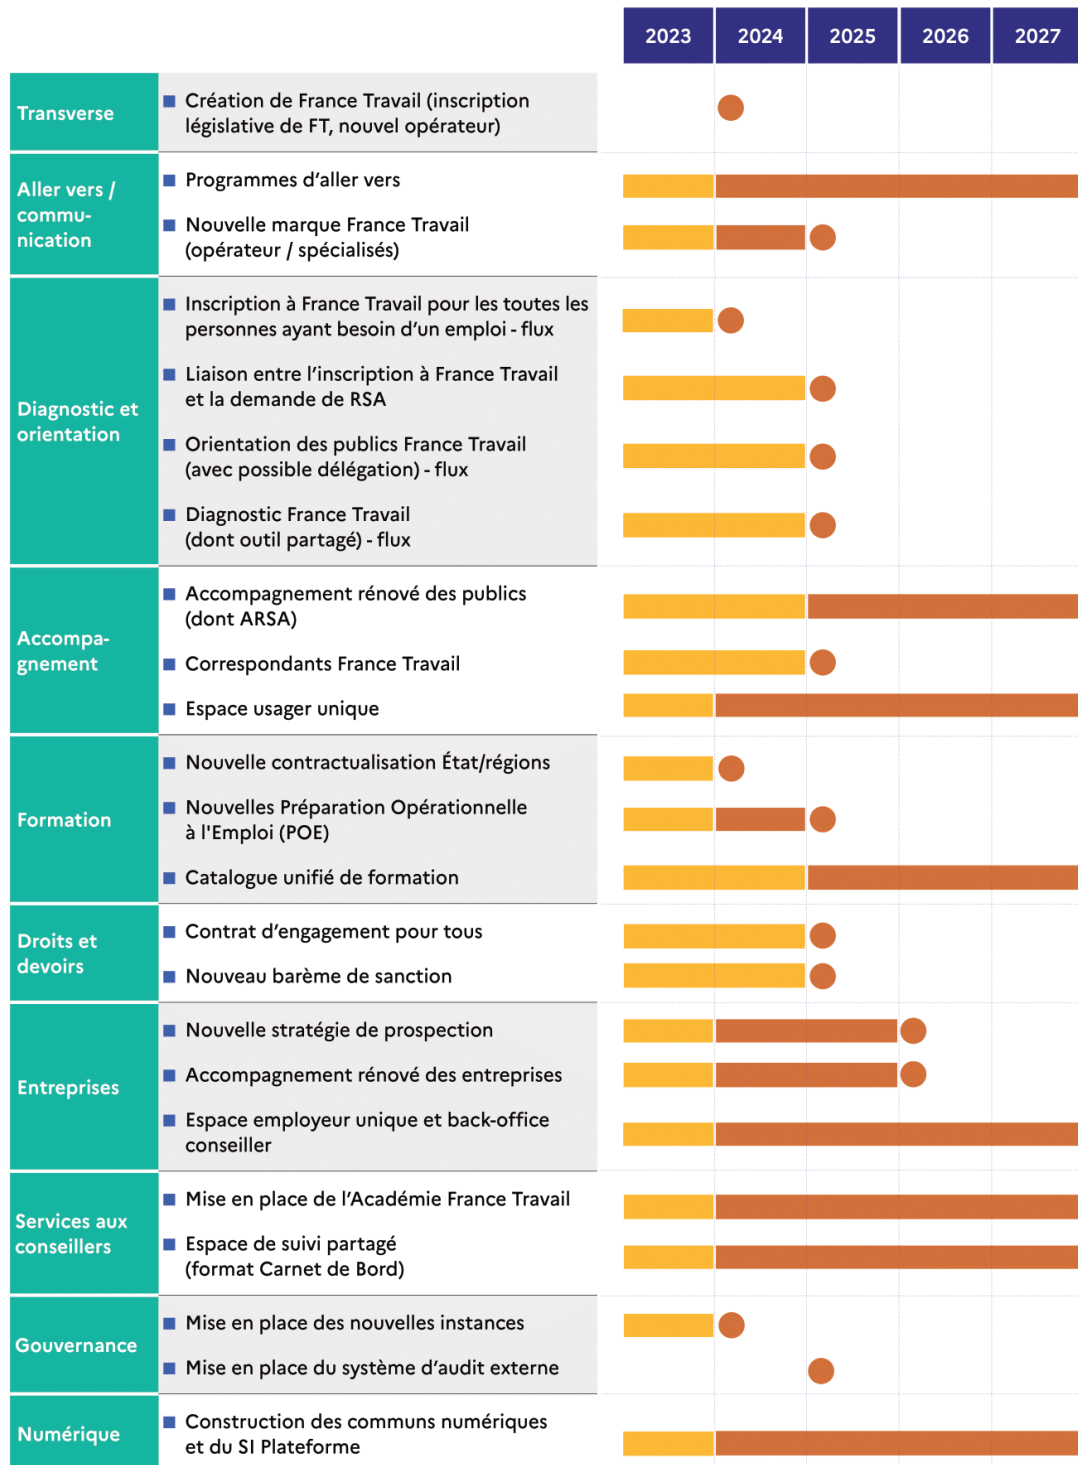 2023 2024 2025 2026 2027
Transverse
Création de France Travail (inscription
législative de FT, nouvel opérateur)
Aller vers /
commu-
nication
Programmes d'aller vers
Nouvelle marque France Travail
(opérateur / spécialisés)
Diagnostic et
orientation
Inscription à France Travail pour les toutes les
personnes ayant besoin d'un emploi - flux
Liaison entre l'inscription à France Travail
et la demande de RSA
Orientation des publics France Travail
(avec possible délégation) - flux
Diagnostic France Travail
(dont outil partagé) - flux
Accompa-
gnement
Accompagnement rénové des publics
(dont ARSA)
Correspondants France Travail
Espace usager unique
Formation
Nouvelle contractualisation État/régions
Nouvelles Préparation Opérationnelle
à l'Emploi (POE)
Catalogue unifié de formation
Droits et
devoirs
Contrat d'engagement pour tous
Nouveau barème de sanction
Entreprises
Nouvelle stratégie de prospection
Accompagnement rénové des entreprises
Espace employeur unique et back-office
conseiller
Services aux
conseillers
Mise en place de l'Académie France Travail
Espace de suivi partagé
(format Carnet de Bord)
Gouvernance
Mise en place des nouvelles instances
Mise en place du système d'audit externe
Numérique
Construction des communs numériques
et du SI Plateforme